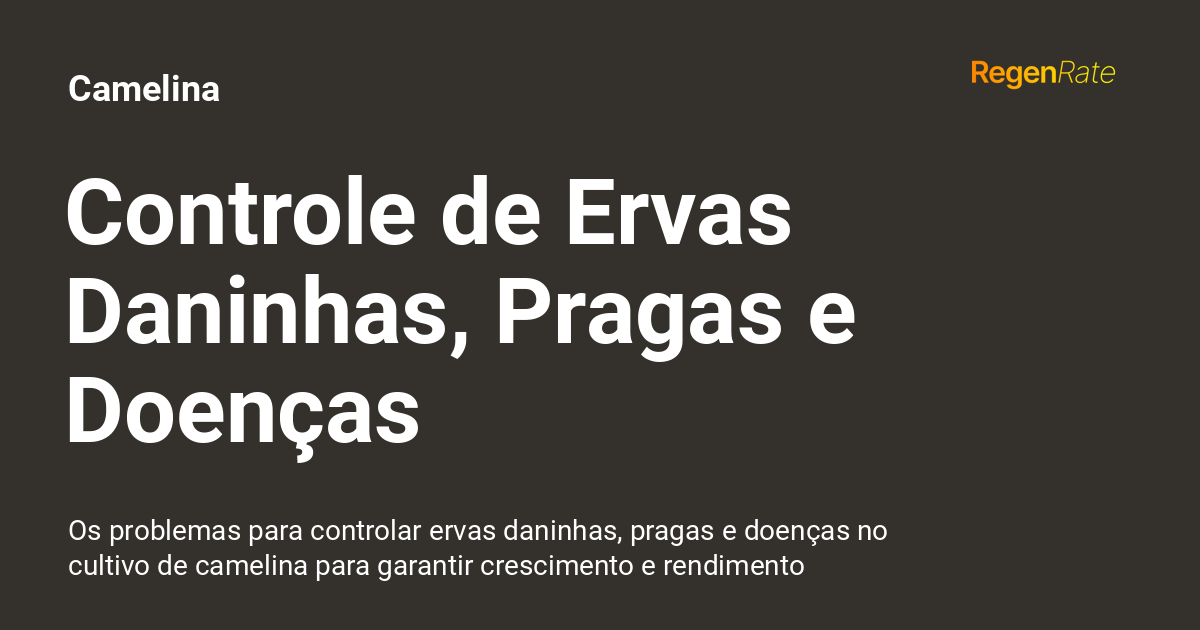 Camelina
RegenRate
Controle de Ervas
Daninhas, Pragas e
Doenças
Os problemas para controlar ervas daninhas, pragas e doenças no
cultivo de camelina para garantir crescimento e rendimento